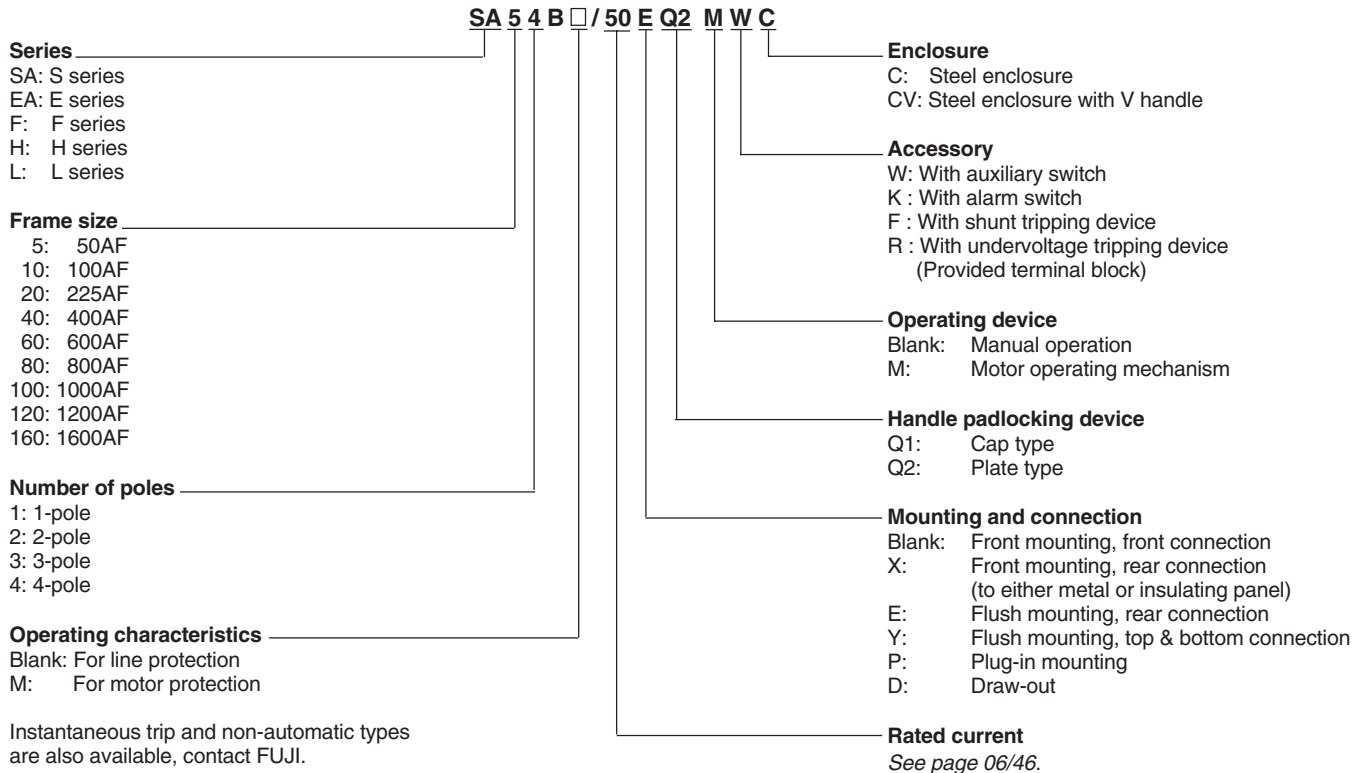 SA 5 4 B □ / 50 E Q2 M W C
Series
SA: S series
EA: E series
F: F series
H: H series
L: L series
Frame size
5: 50AF
10: 100AF
20: 225AF
40: 400AF
60: 600AF
80: 800AF
100: 1000AF
120: 1200AF
160: 1600AF
Number of poles
1: 1-pole
2: 2-pole
3: 3-pole
4: 4-pole
Operating characteristics
Blank: For line protection
M: For motor protection
Instantaneous trip and non-automatic types
are also available, contact FUJI.
Enclosure
C: Steel enclosure
CV: Steel enclosure with V handle
Accessory
W: With auxiliary switch
K : With alarm switch
F : With shunt tripping device
R : With undervoltage tripping device
(Provided terminal block)
Operating device
Blank: Manual operation
M: Motor operating mechanism
Handle padlocking device
Q1: Cap type
Q2: Plate type
Mounting and connection
Blank: Front mounting, front connection
X: Front mounting, rear connection
(to either metal or insulating panel)
E: Flush mounting, rear connection
Y: Flush mounting, top & bottom connection
P: Plug-in mounting
D: Draw-out
Rated current
See page 06/46.